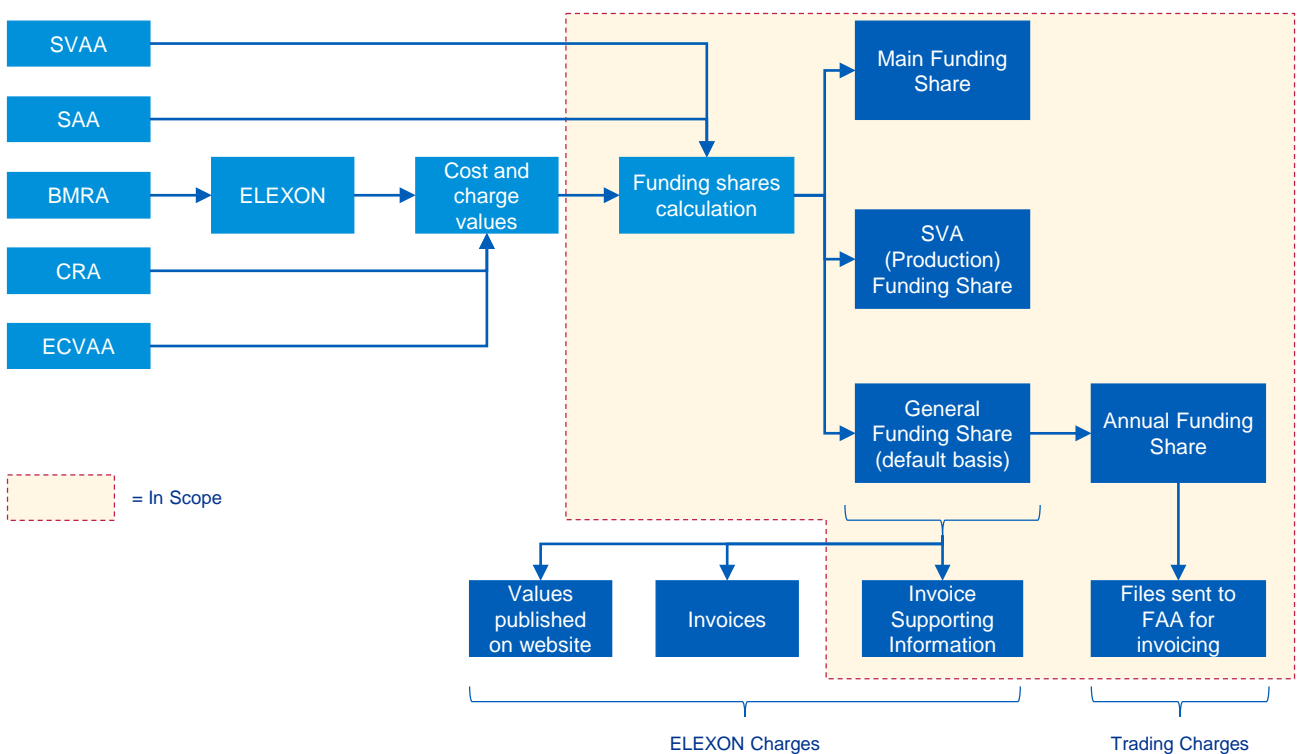 SVAA
SAA
BMRA
CRA
ECVAA
ELEXON
Cost and
charge
values
Funding shares
calculation
Main Funding
Share
SVA
(Production)
Funding Share
General
Funding Share
(default basis)
Annual Funding
Share
= In Scope
Values
published
on website
Invoices
Invoice
Supporting
Information
Files sent to
FAA for
invoicing
ELEXON Charges
Trading Charges